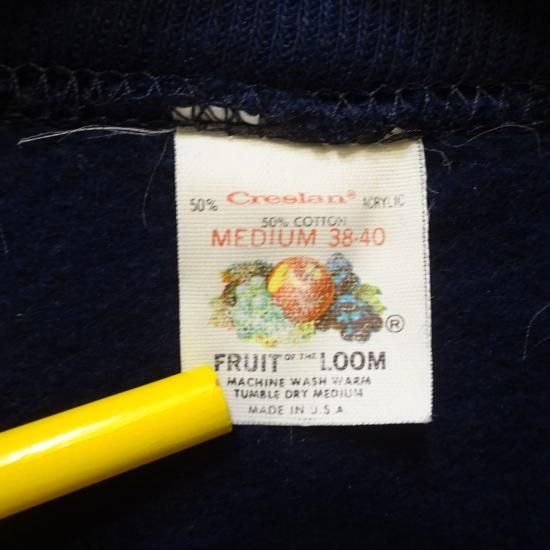 50% Creslan® ACRYLIC
50% COTTON
MEDIUM 38-40
®
FRUIT OF THE LOOM
MACHINE WASH WARM
TUMBLE DRY MEDIUM
MADE IN U.S.A